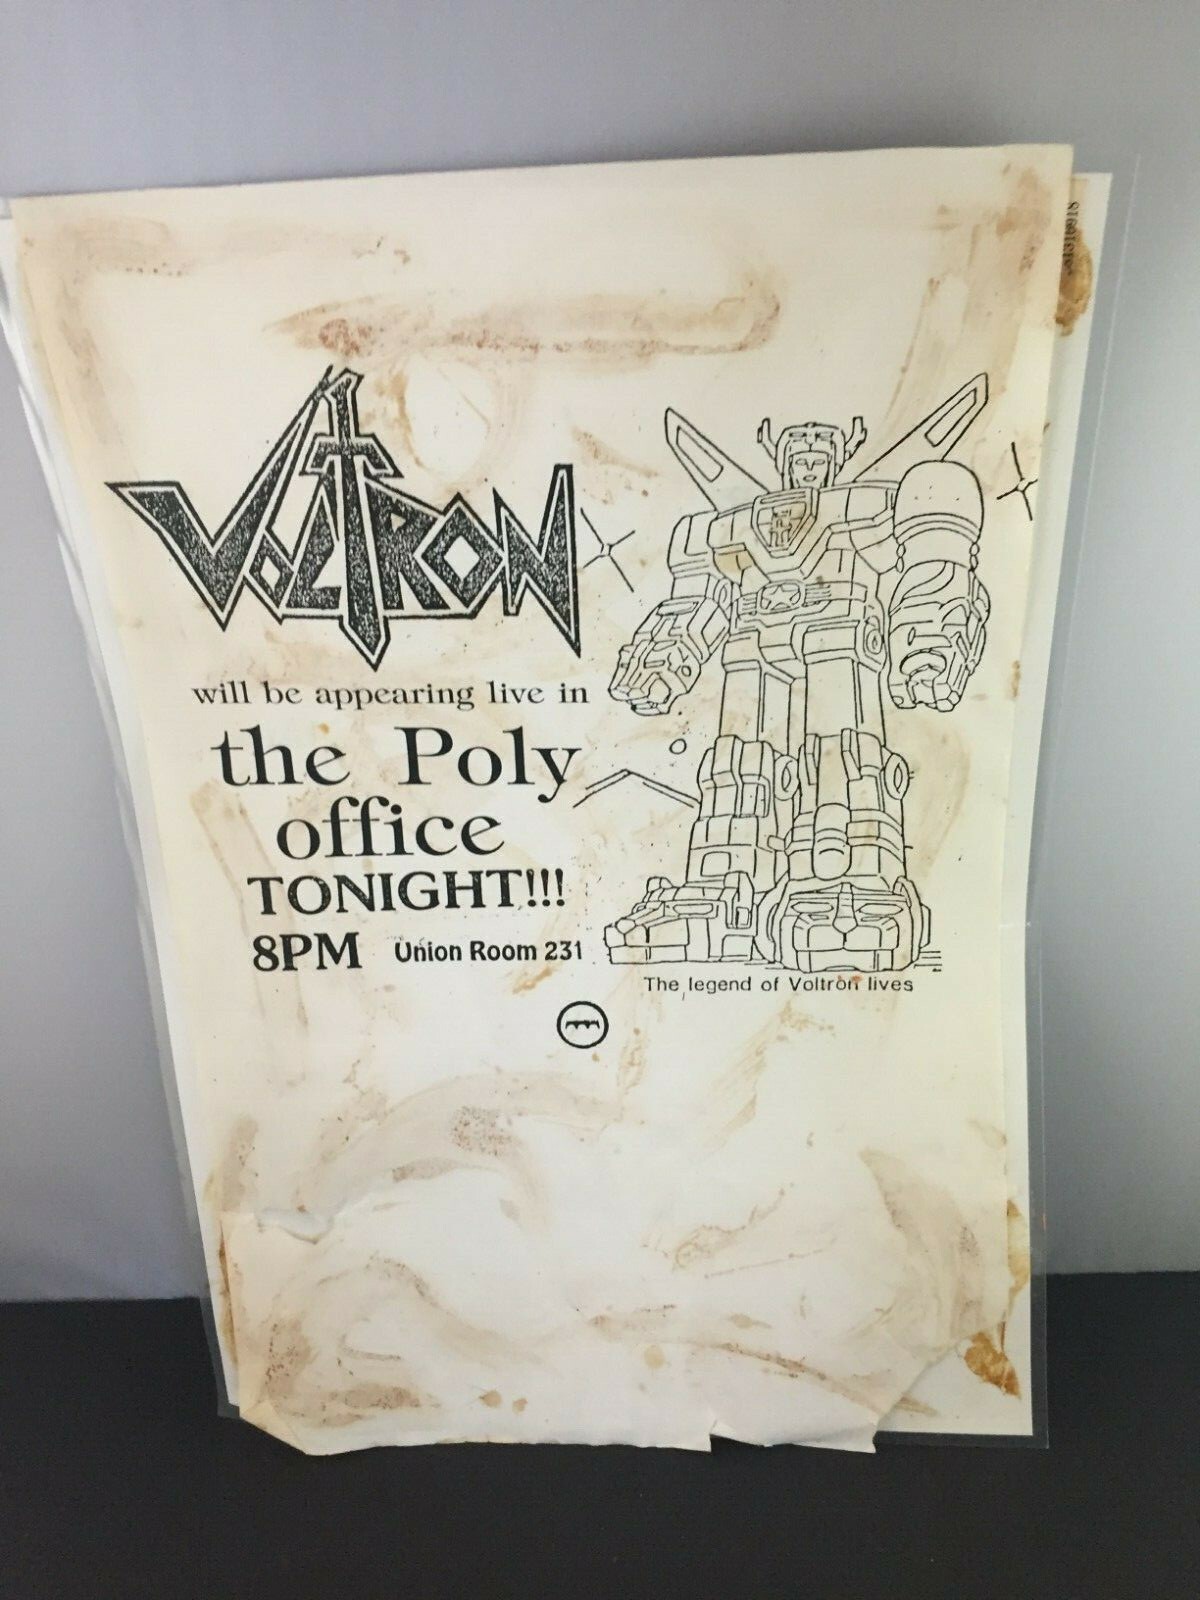 VOLTRON
will be appearing live in
the Poly
office
TONIGHT!!!
8PM Union Room 231
The legend of Voltron lives